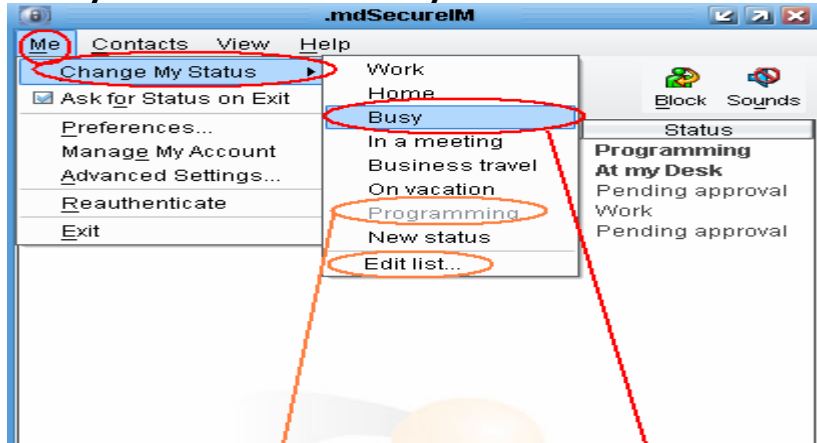 .mdSecureIM
Me Contacts View Help
Change My Status
Ask for Status on Exit
Preferences...
Manage My Account
Advanced Settings...
Reauthenticate
Exit
Work
Home
Busy
In a meeting
Business travel
On vacation
Programming
New status
Edit list...
Block Sounds
Status
Programming
At my Desk
Pending approval
Work
Pending approval